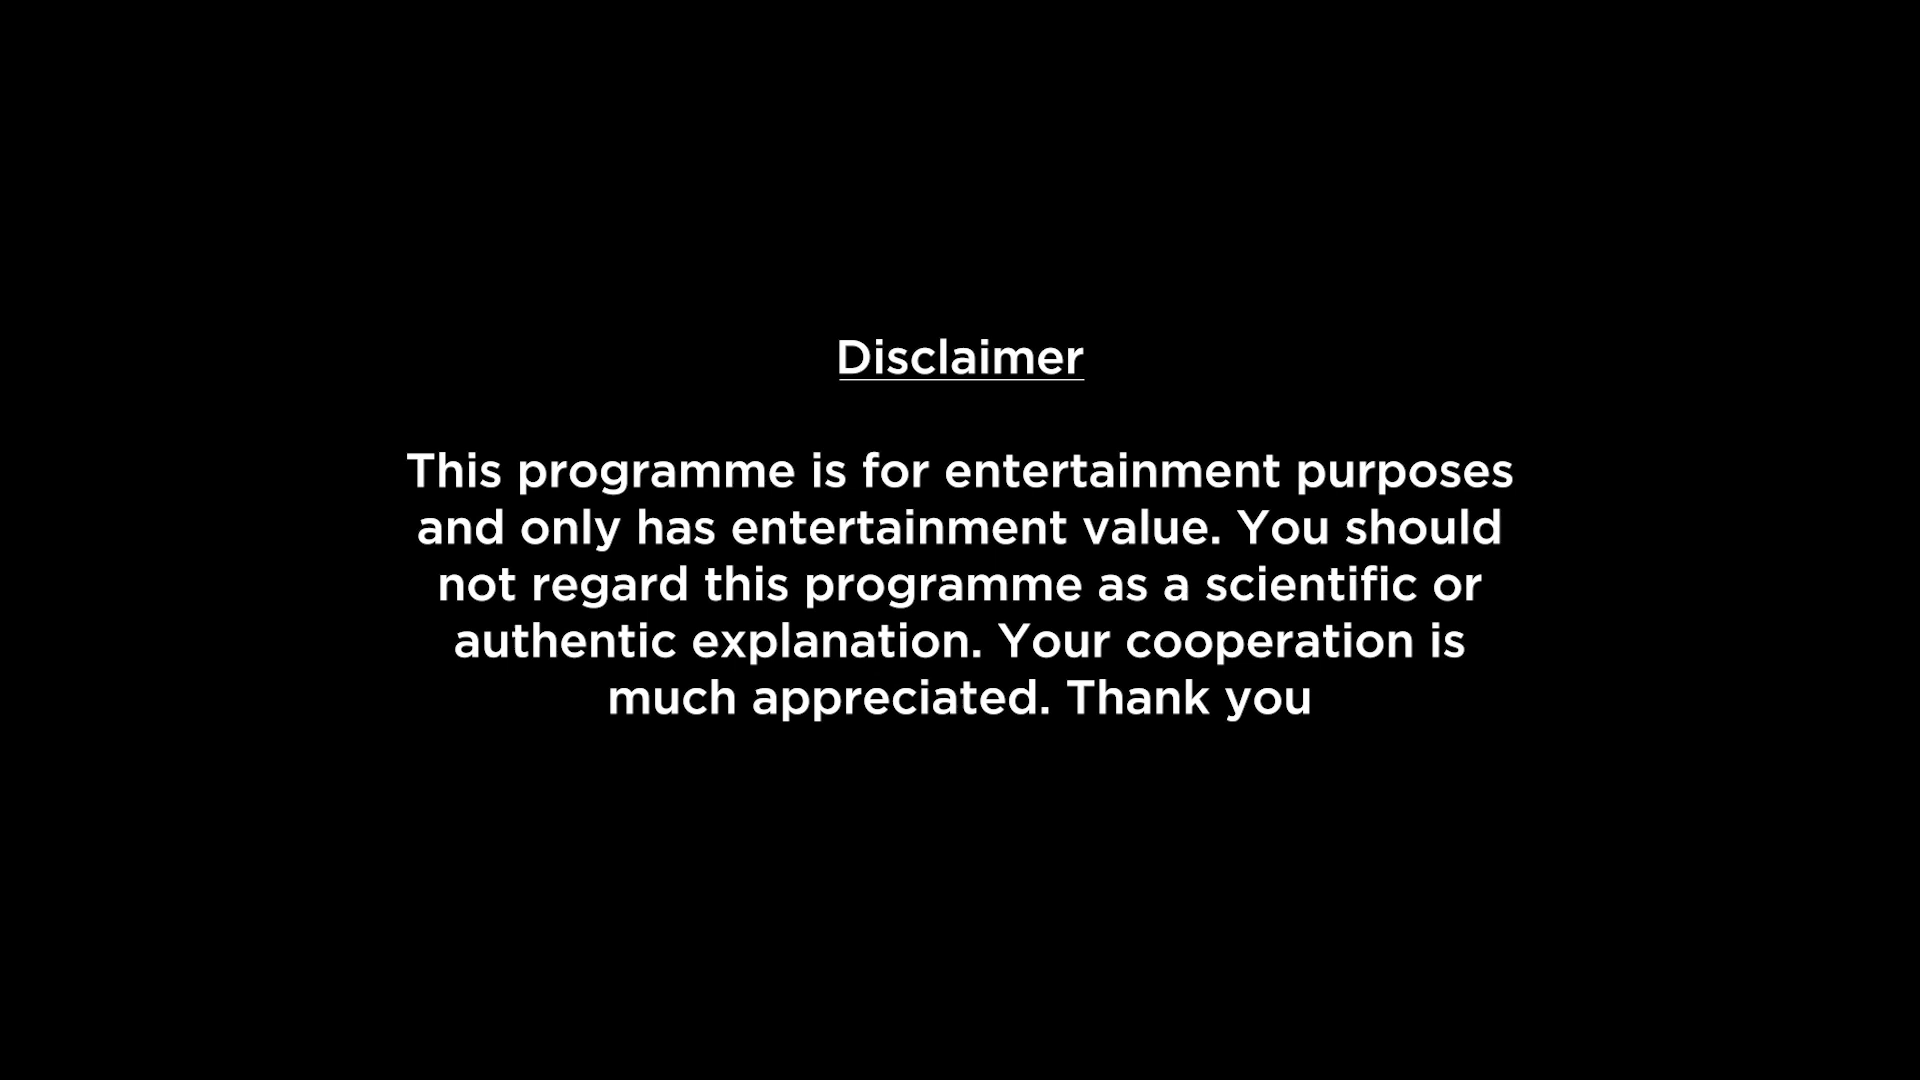 Disclaimer
This programme is for entertainment purposes
and only has entertainment value. You should
not regard this programme as a scientific or
authentic explanation. Your cooperation is
much appreciated. Thank you